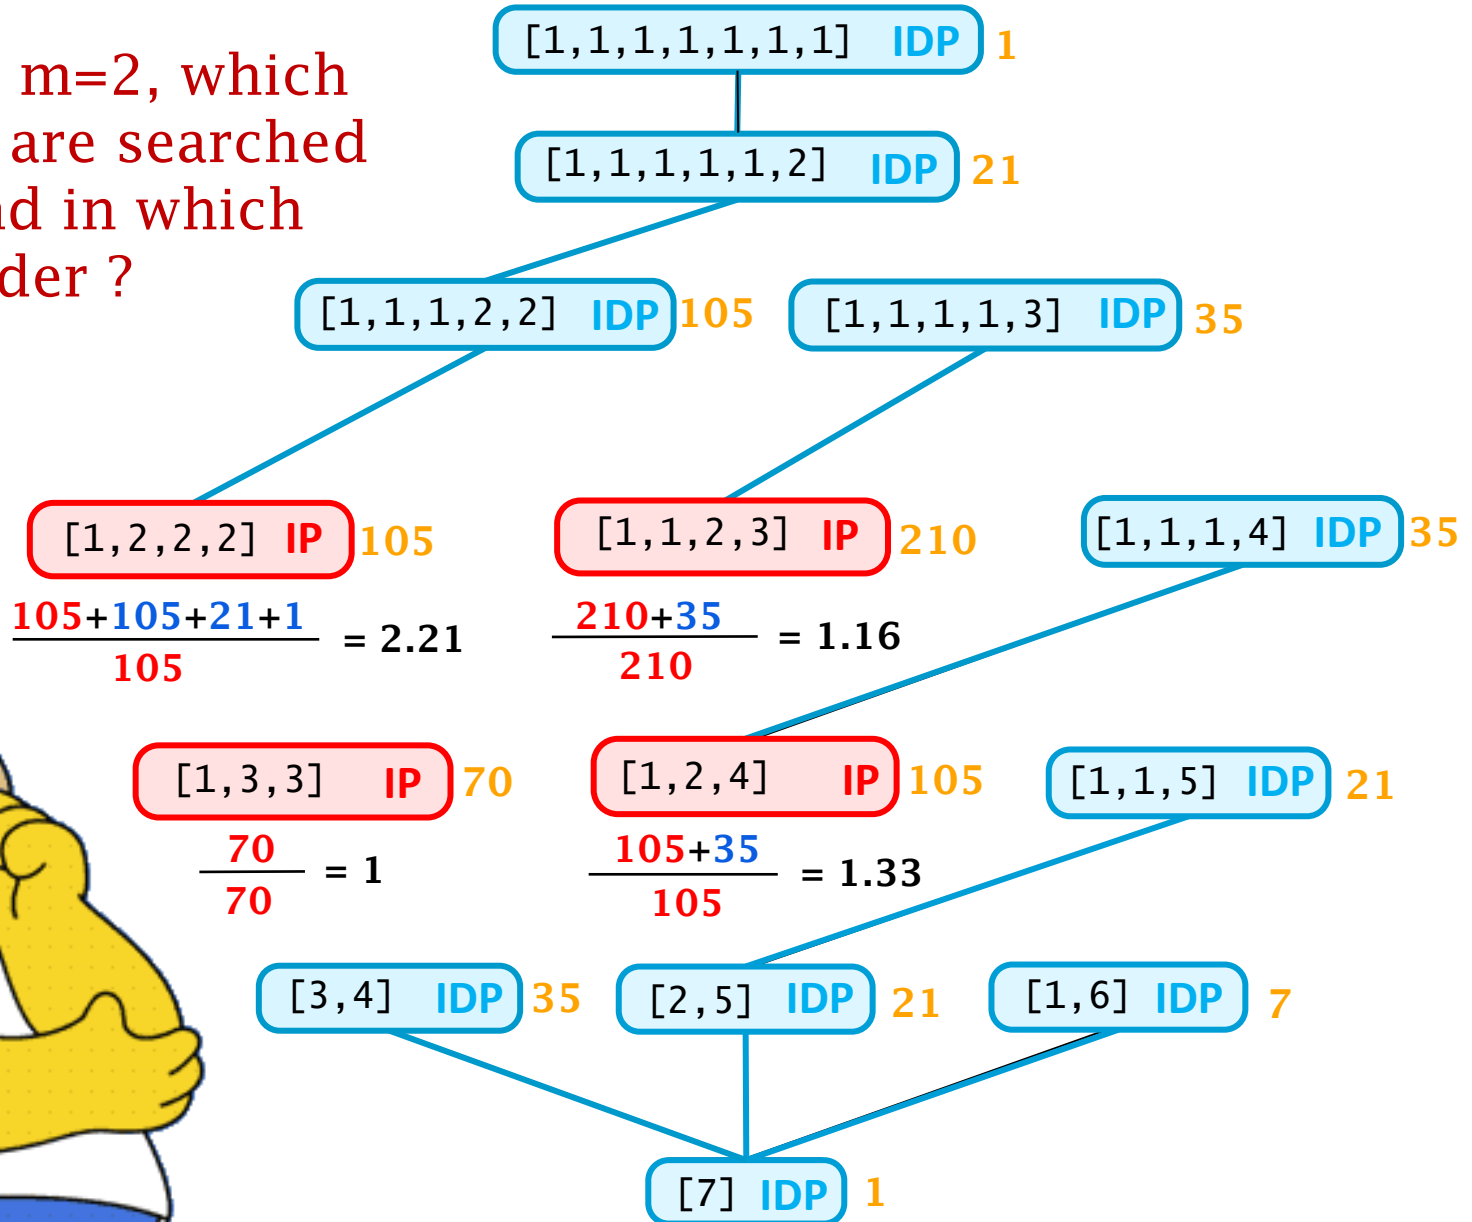 [1,1,1,1,1,1,1] IDP 1
m=2, which
are searched
in which
?
[1,1,1,1,1,2] IDP 21
[1,1,1,2,2] IDP 105
[1,1,1,1,3] IDP 35
[1,2,2,2] IP 105
[1,1,2,3] IP 210
[1,1,1,4] IDP 35
105+105+21+1
105
= 2.21
210+35
210
= 1.16
[1,3,3] IP 70
[1,2,4] IP 105
[1,1,5] IDP 21
70
70
= 1
105+35
105
= 1.33
[3,4] IDP 35
[2,5] IDP 21
[1,6] IDP 7
[7] IDP 1